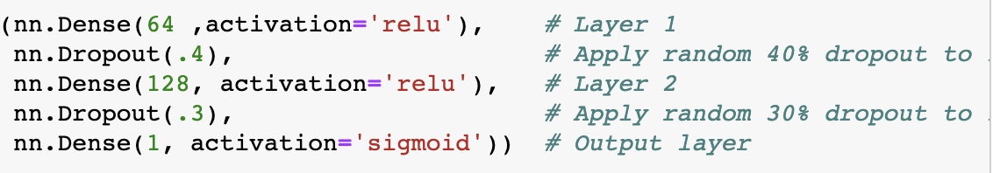 (nn.Dense(64 ,activation='relu'),    # Layer 1
 nn.Dropout(.4),                     # Apply random 40% dropout to
 nn.Dense(128, activation='relu',    # Layer 2
 nn.Dropout(.3),                     # Apply random 30% dropout to
 nn.Dense(1, activation='sigmoid'))  # Output layer